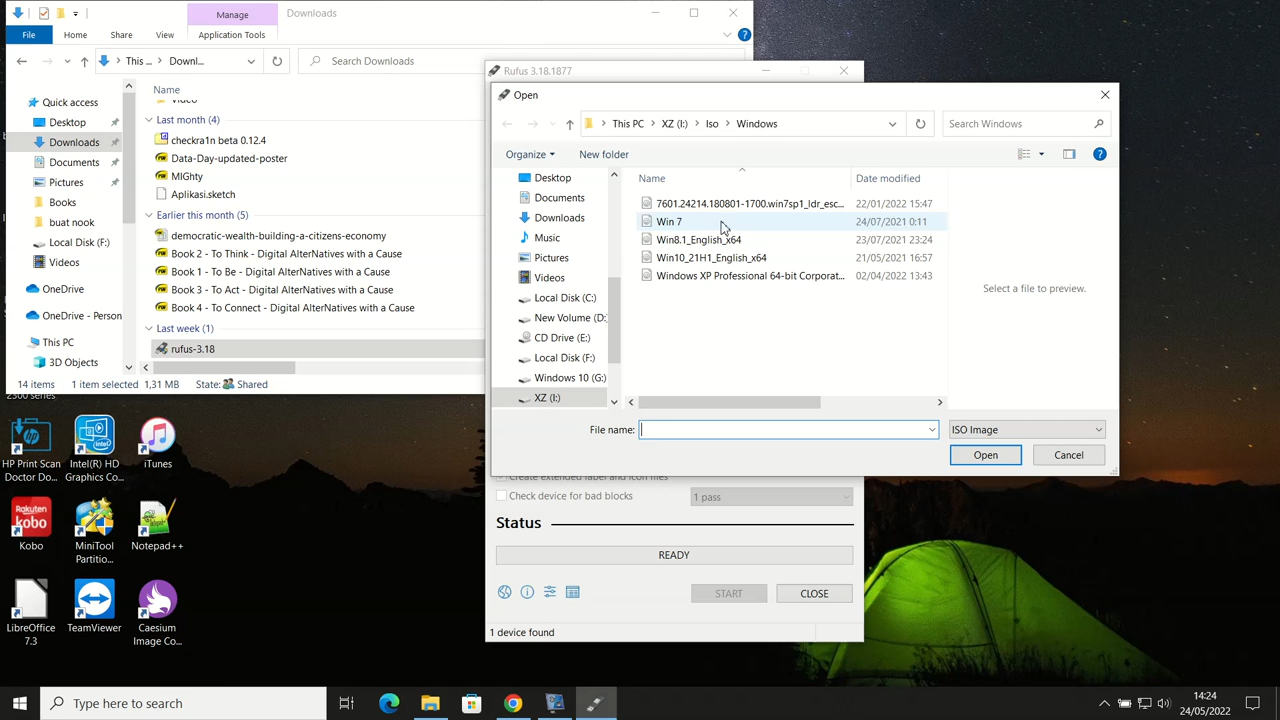 Manage
Downloads
File
Home
Share
View
Application Tools
This ...
Downl...
Search Downloads
Name
Quick access
Desktop
Downloads
Documents
Pictures
Books
buat nook
Local Disk (F:)
Videos
OneDrive
OneDrive - Person
This PC
3D Objects
Video
Last month (4)
checkra1n beta 0.12.4
Data-Day-updated-poster
MIGhty
Aplikasi.sketch
Earlier this month (5)
democratic-wealth-building-a-citizens-economy
Book 2 - To Think - Digital AlterNatives with a Cause
Book 1 - To Be - Digital AlterNatives with a Cause
Book 3 - To Act - Digital AlterNatives with a Cause
Book 4 - To Connect - Digital AlterNatives with a Cause
Last week (1)
rufus-3.18
14 items
1 item selected
1,31 MB
State:
Shared
Rufus 3.18.1877
Open
This PC
XZ (I:)
Iso
Windows
Search Windows
Organize
New folder
Desktop
Documents
Downloads
Music
Pictures
Videos
Local Disk (C:)
New Volume (D:
CD Drive (E:)
Local Disk (F:)
Windows 10 (G:)
XZ (I:)
Name
Date modified
7601.24214.180801-1700.win7sp1_ldr_esc...
22/01/2022 15:47
Win 7
24/07/2021 0:11
Win8.1_English_x64
23/07/2021 23:24
Win10_21H1_English_x64
21/05/2021 16:57
Windows XP Professional 64-bit Corporat...
02/04/2022 13:43
Select a file to preview.
File name:
ISO Image
Open
Cancel
Create extended label and icon files
Check device for bad blocks
1 pass
Status
READY
START
CLOSE
1 device found
2300 series
HP Print Scan
Doctor Do...
Intel(R) HD
Graphics Co...
iTunes
Rakuten
kobo
Kobo
MiniTool
Partitio...
Notepad++
LibreOffice
7.3
TeamViewer
Caesium
Image Co...
Type here to search
14:24
24/05/2022